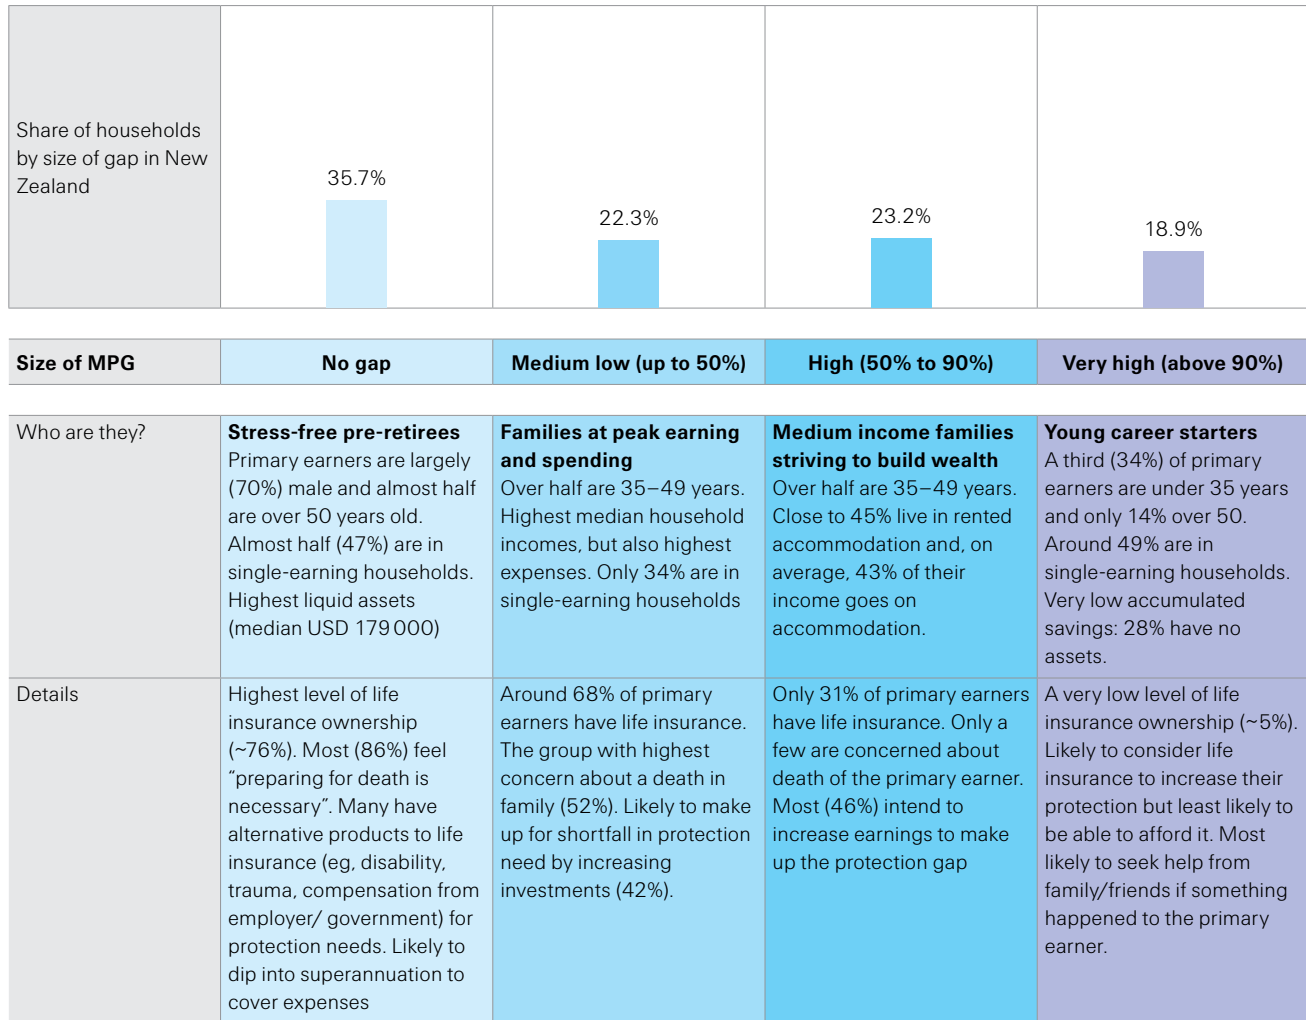 Share of households
by size of gap in New
Zealand
35.7%
22.3%
23.2%
18.9%
Size of MPG
No gap
Medium low (up to 50%)
High (50% to 90%)
Very high (above 90%)
Who are they?
Stress-free pre-retirees
Primary earners are largely
(70%) male and almost half
are over 50 years old.
Almost half (47%) are in
single-earning households.
Highest liquid assets
(median USD 179 000)
Families at peak earning
and spending
Over half are 35–49 years.
Highest median household
incomes, but also highest
expenses. Only 34% are in
single-earning households
Medium income families
striving to build wealth
Over half are 35–49 years.
Close to 45% live in rented
accommodation and, on
average, 43% of their
income goes on
accommodation.
Young career starters
A third (34%) of primary
earners are under 35 years
and only 14% over 50.
Around 49% are in
single-earning households.
Very low accumulated
savings: 28% have no
assets.
Details
Highest level of life
insurance ownership
(~76%). Most (86%) feel
“preparing for death is
necessary”. Many have
alternative products to life
insurance (eg, disability,
trauma, compensation from
employer/ government) for
protection needs. Likely to
dip into superannuation to
cover expenses
Around 68% of primary
earners have life insurance.
The group with highest
concern about a death in
family (52%). Likely to make
up for shortfall in protection
need by increasing
investments (42%).
Only 31% of primary earners
have life insurance. Only a
few are concerned about
death of the primary earner.
Most (46%) intend to
increase earnings to make
up the protection gap
A very low level of life
insurance ownership (~5%).
Likely to consider life
insurance to increase their
protection but least likely to
be able to afford it. Most
likely to seek help from
family/friends if something
happened to the primary
earner.